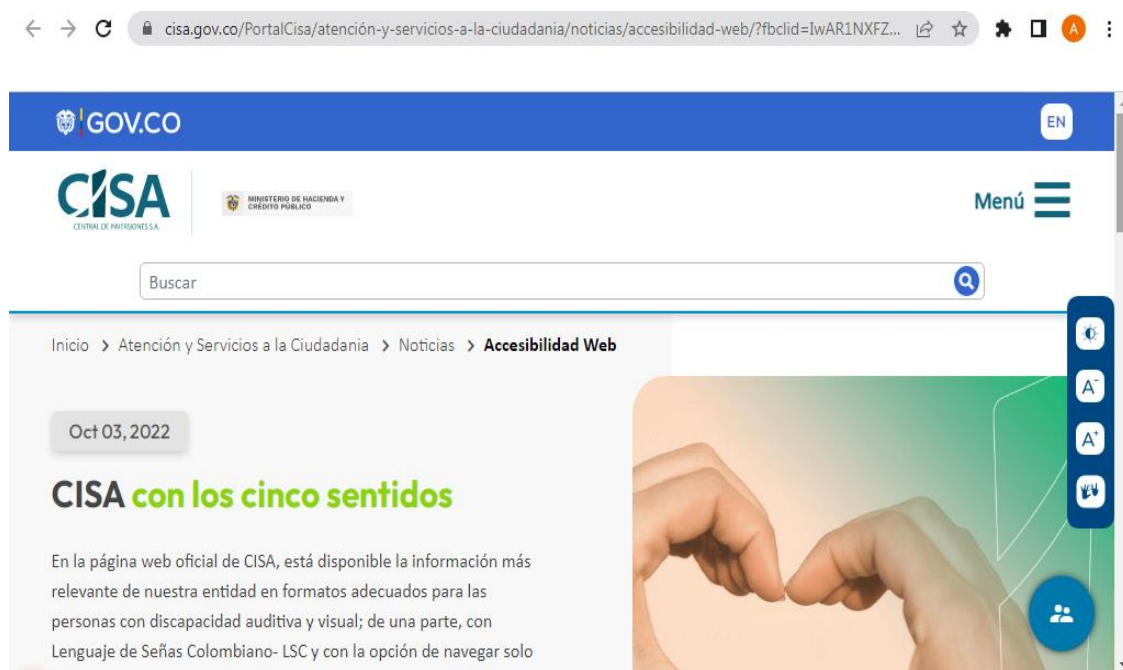 cisa.gov.co/PortalCisa/atención-y-servicios-a-la-ciudadania/noticias/accesibilidad-web/?fbclid=IwAR1NXFZ...
A
GOV.CO
EN
CISA
CENTRAL DE INVERSIONES S.A.
MINISTERIO DE HACIENDA Y
CRÉDITO PÚBLICO
Menú
Buscar
Inicio > Atención y Servicios a la Ciudadania > Noticias > Accesibilidad Web
A-
A+
Oct 03, 2022
CISA con los cinco sentidos
En la página web oficial de CISA, está disponible la información más
relevante de nuestra entidad en formatos adecuados para las
personas con discapacidad auditiva y visual; de una parte, con
Lenguaje de Señas Colombiano- LSC y con la opción de navegar solo